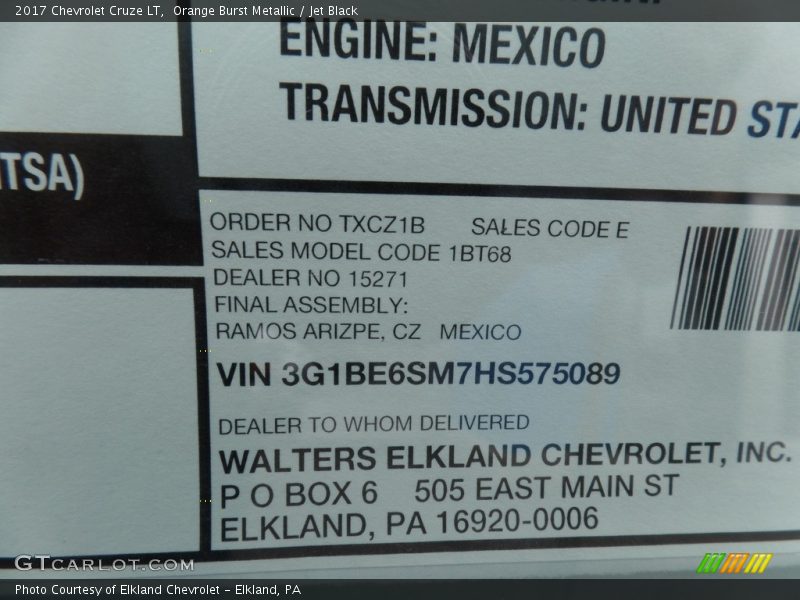 2017 Chevrolet Cruze LT, Orange Burst Metallic / Jet Black
ENGINE: MEXICO
TRANSMISSION: UNITED STA
ITSA)
ORDER NO TXCZ1B SALES CODE E
SALES MODEL CODE 1BT68
DEALER NO 15271
FINAL ASSEMBLY:
RAMOS ARIZPE, CZ MEXICO
VIN 3G1BE6SM7HS575089
DEALER TO WHOM DELIVERED
WALTERS ELKLAND CHEVROLET, INC.
P O BOX 6 505 EAST MAIN ST
ELKLAND, PA 16920-0006
GTCARLOT.COM
Photo Courtesy of Elkland Chevrolet - Elkland, PA